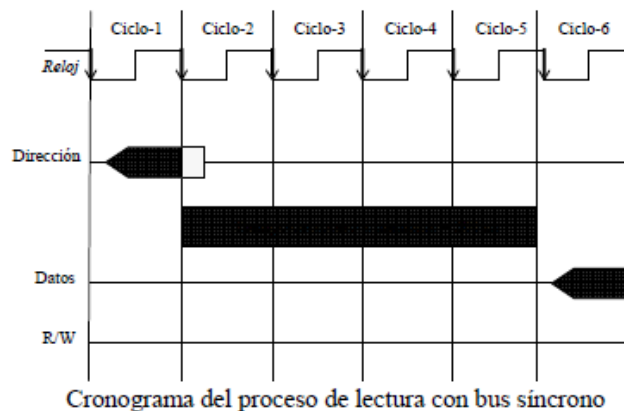 Ciclo-1 Ciclo-2 Ciclo-3 Ciclo-4 Ciclo-5 Ciclo-6
Reloj
Dirección
Datos
R/W
Cronograma del proceso de lectura con bus síncrono